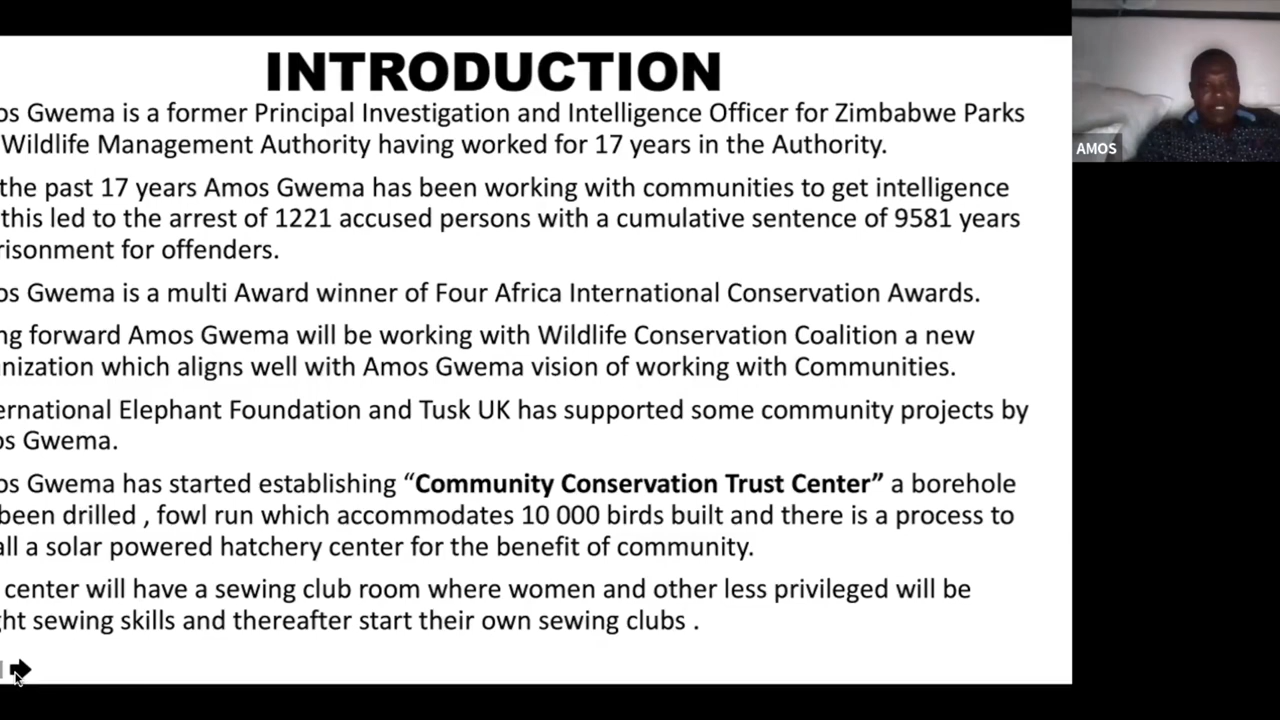 INTRODUCTION
os Gwema is a former Principal Investigation and Intelligence Officer for Zimbabwe Parks
Wildlife Management Authority having worked for 17 years in the Authority.
the past 17 years Amos Gwema has been working with communities to get intelligence
this led to the arrest of 1221 accused persons with a cumulative sentence of 9581 years
risonment for offenders.
os Gwema is a multi Award winner of Four Africa International Conservation Awards.
ng forward Amos Gwema will be working with Wildlife Conservation Coalition a new
nization which aligns well with Amos Gwema vision of working with Communities.
ernational Elephant Foundation and Tusk UK has supported some community projects by
os Gwema.
os Gwema has started establishing “Community Conservation Trust Center” a borehole
been drilled , fowl run which accommodates 10 000 birds built and there is a process to
all a solar powered hatchery center for the benefit of community.
center will have a sewing club room where women and other less privileged will be
ht sewing skills and thereafter start their own sewing clubs .
AMOS